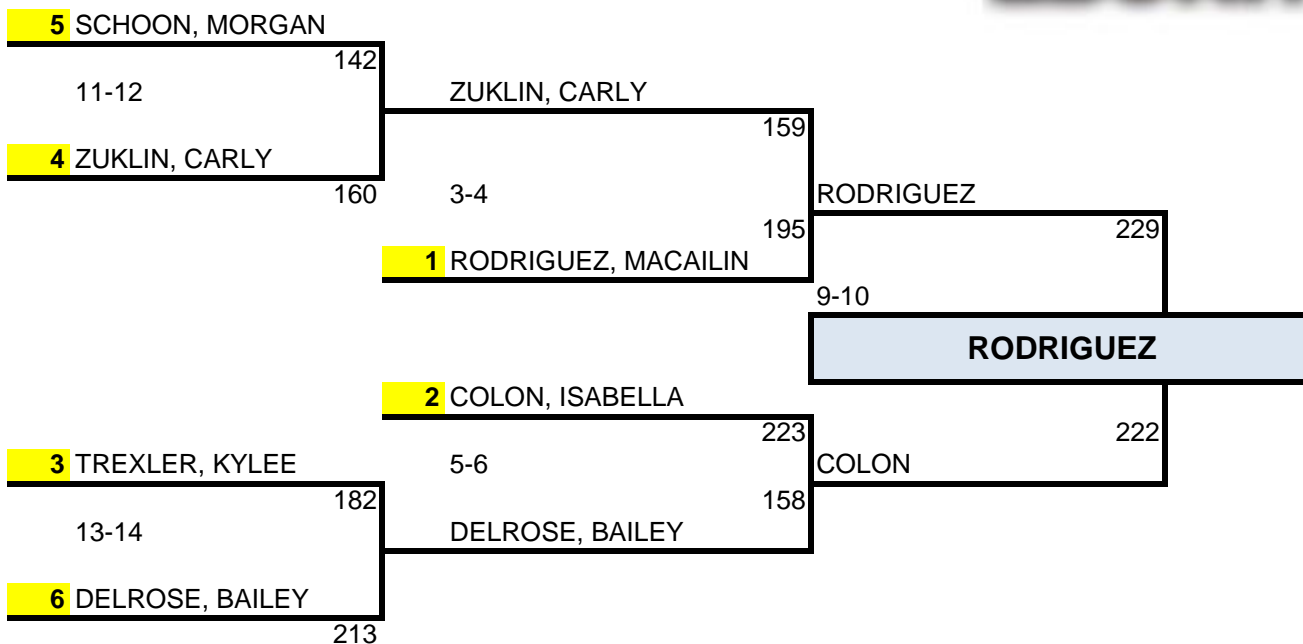 5 SCHOON, MORGAN
142
11-12
ZUKLIN, CARLY
159
4 ZUKLIN, CARLY
160
3-4
RODRIGUEZ
195
229
1 RODRIGUEZ, MACAILIN
9-10
RODRIGUEZ
2 COLON, ISABELLA
223
222
3 TREXLER, KYLEE
5-6
COLON
182
158
13-14
DELROSE, BAILEY
6 DELROSE, BAILEY
213